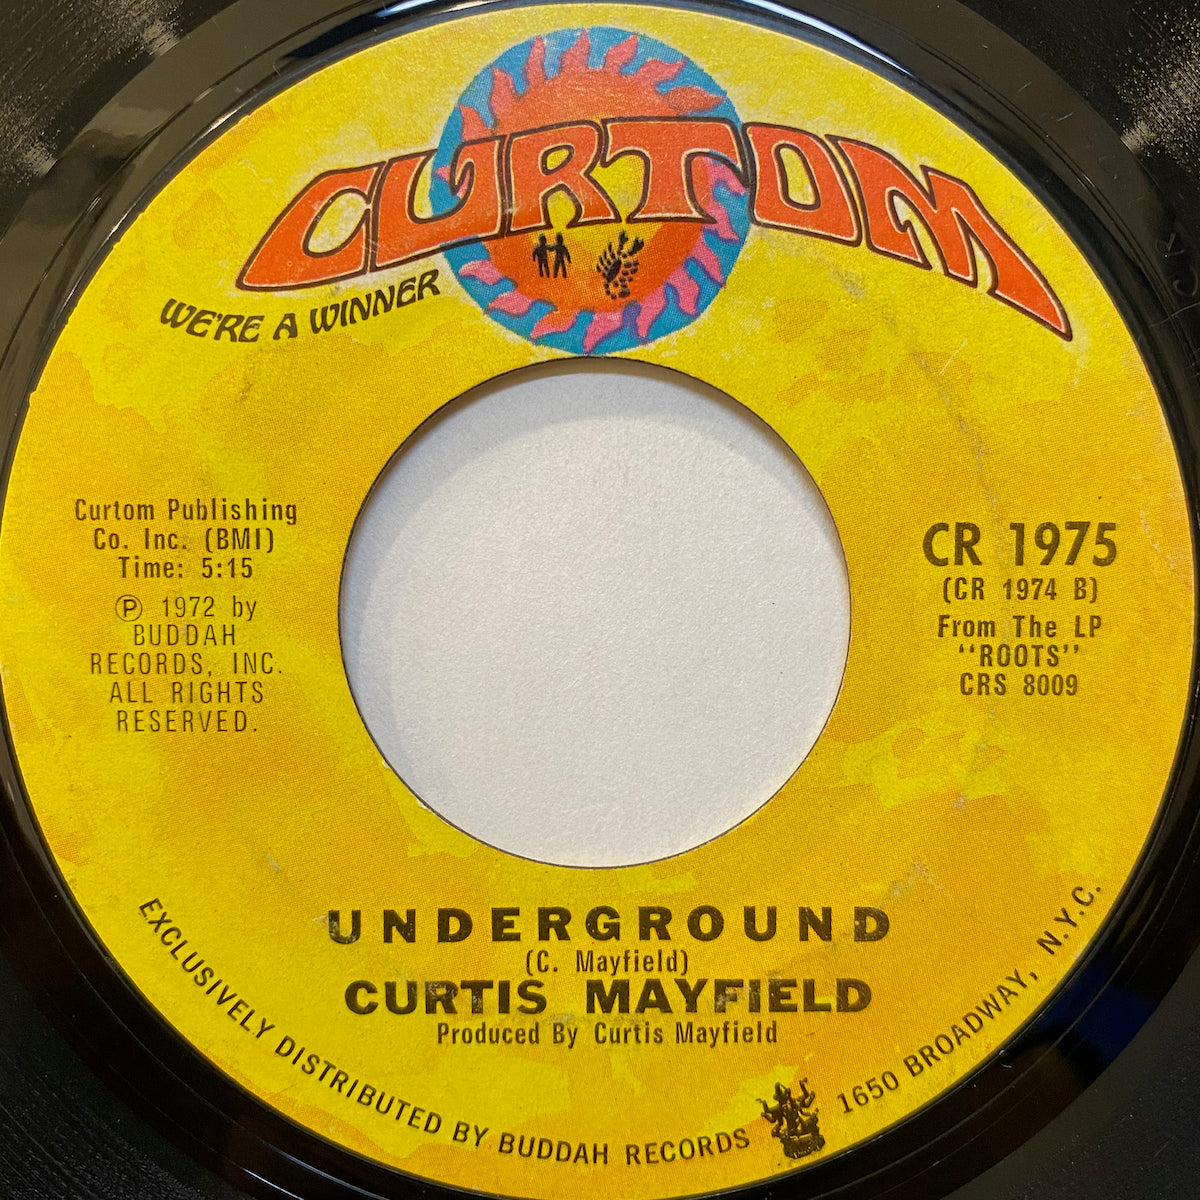 CURTOM
WE'RE A WINNER
Curtom Publishing
Co. Inc. (BMI)
Time: 5:15
Ⓟ 1972 by
BUDDAH
RECORDS, INC.
ALL RIGHTS
RESERVED.
CR 1975
(CR 1974 B)
From The LP
"ROOTS"
CRS 8009
UNDERGROUND
(C. Mayfield)
CURTIS MAYFIELD
Produced By Curtis Mayfield
EXCLUSIVELY DISTRIBUTED BY BUDDAH RECORDS 1650 BROADWAY, N.Y.C.